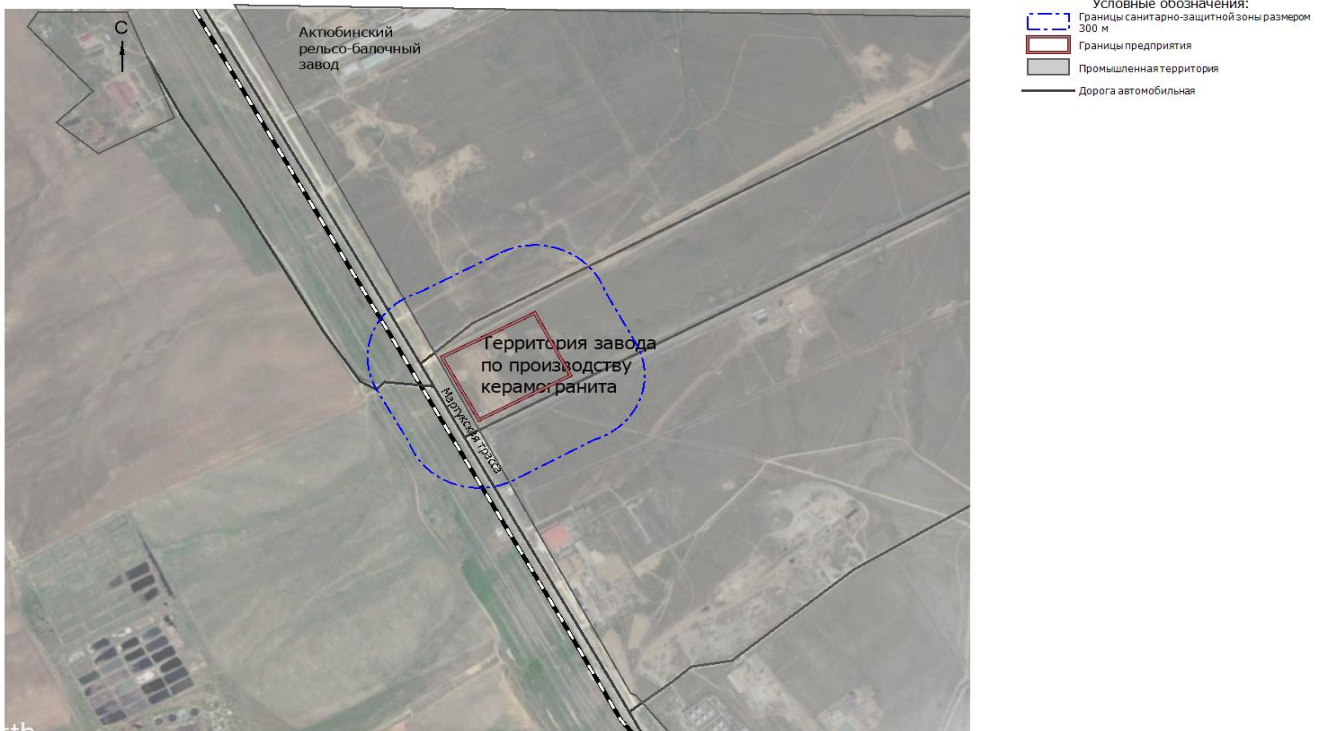 С
Актюбинский
рельсо-балочный
завод
Территория завода
по производству
керамогранита
Мартукская трасса
Условные обозначения:
Границы санитарно-защитной зоны размером
300 м
Границы предприятия
Промышленная территория
Дорога автомобильная